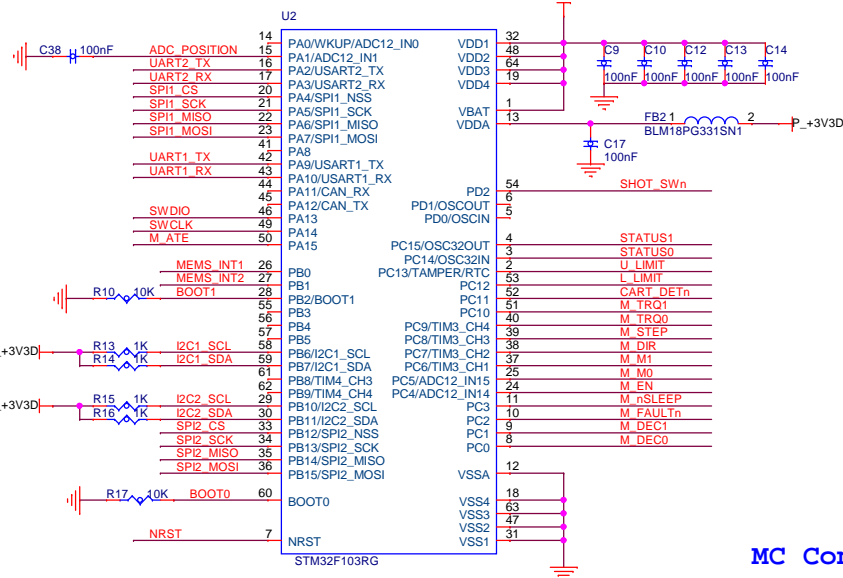 U2
C38 100nF
ADC_POSITION
UART2_TX
UART2_RX
SPI1_CS
SPI1_SCK
SPI1_MISO
SPI1_MOSI
UART1_TX
UART1_RX
SWDIO
SWCLK
M_ATE
MEMS_INT1
MEMS_INT2
R10 10K BOOT1
+3V3D R13 1K I2C1_SCL
R14 1K I2C1_SDA
+3V3D R15 1K I2C2_SCL
R16 1K I2C2_SDA
SPI2_CS
SPI2_SCK
SPI2_MISO
SPI2_MOSI
R17 10K BOOT0
NRST
14 PA0/WKUP/ADC12_IN0
15 PA1/ADC12_IN1
16 PA2/USART2_TX
17 PA3/USART2_RX
20 PA4/SPI1_NSS
21 PA5/SPI1_SCK
22 PA6/SPI1_MISO
23 PA7/SPI1_MOSI
41 PA8
42 PA9/USART1_TX
43 PA10/USART1_RX
44 PA11/CAN_RX
45 PA12/CAN_TX
46 PA13
49 PA14
50 PA15
26 PB0
27 PB1
28 PB2/BOOT1
55 PB3
56 PB4
57 PB5
58 PB6/I2C1_SCL
59 PB7/I2C1_SDA
61 PB8/TIM4_CH3
62 PB9/TIM4_CH4
29 PB10/I2C2_SCL
30 PB11/I2C2_SDA
33 PB12/SPI2_NSS
34 PB13/SPI2_SCK
35 PB14/SPI2_MISO
36 PB15/SPI2_MOSI
60 BOOT0
7 NRST
VDD1 32
VDD2 48
VDD3 64
VDD4 19
VBAT 1
VDDA 13
PD2 54 SHOT_SWn
PD1/OSCOUT 6
PD0/OSCIN 5
PC15/OSC32OUT 4 STATUS1
PC14/OSC32IN 3 STATUS0
PC13/TAMPER/RTC 2 U_LIMIT
PC12 53 L_LIMIT
PC11 52 CART_DETn
PC10 51 M_TRQ1
PC9/TIM3_CH4 40 M_TRQ0
PC8/TIM3_CH3 39 M_STEP
PC7/TIM3_CH2 38 M_DIR
PC6/TIM3_CH1 37 M_M1
PC5/ADC12_IN15 25 M_M0
PC4/ADC12_IN14 24 M_EN
PC3 11 M_nSLEEP
PC2 10 M_FAULTn
PC1 9 M_DEC1
PC0 8 M_DEC0
VSSA 12
VSS4 18
VSS3 63
VSS2 47
VSS1 31
STM32F103RG
C9 C10 C12 C13 C14
100nF 100nF 100nF 100nF 100nF
FB2 1 2 P_+3V3D
BLM18PG331SN1
C17
100nF
MC Con